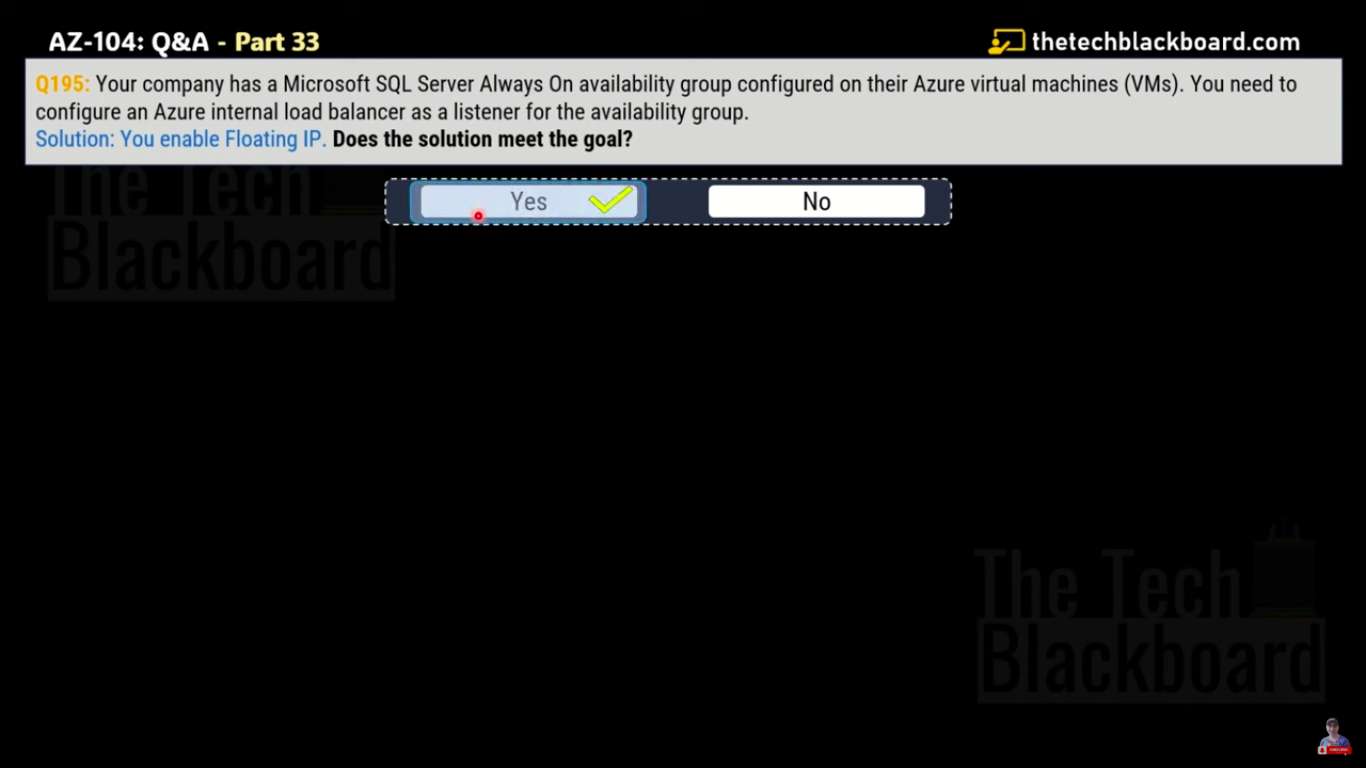 AZ-104: Q&A - Part 33
thetechblackboard.com
Q195: Your company has a Microsoft SQL Server Always On availability group configured on their Azure virtual machines (VMs). You need to
configure an Azure internal load balancer as a listener for the availability group.
Solution: You enable Floating IP. Does the solution meet the goal?
Yes
No
The Tech
Blackboard
The Tech
Blackboard
SUBSCRIBE